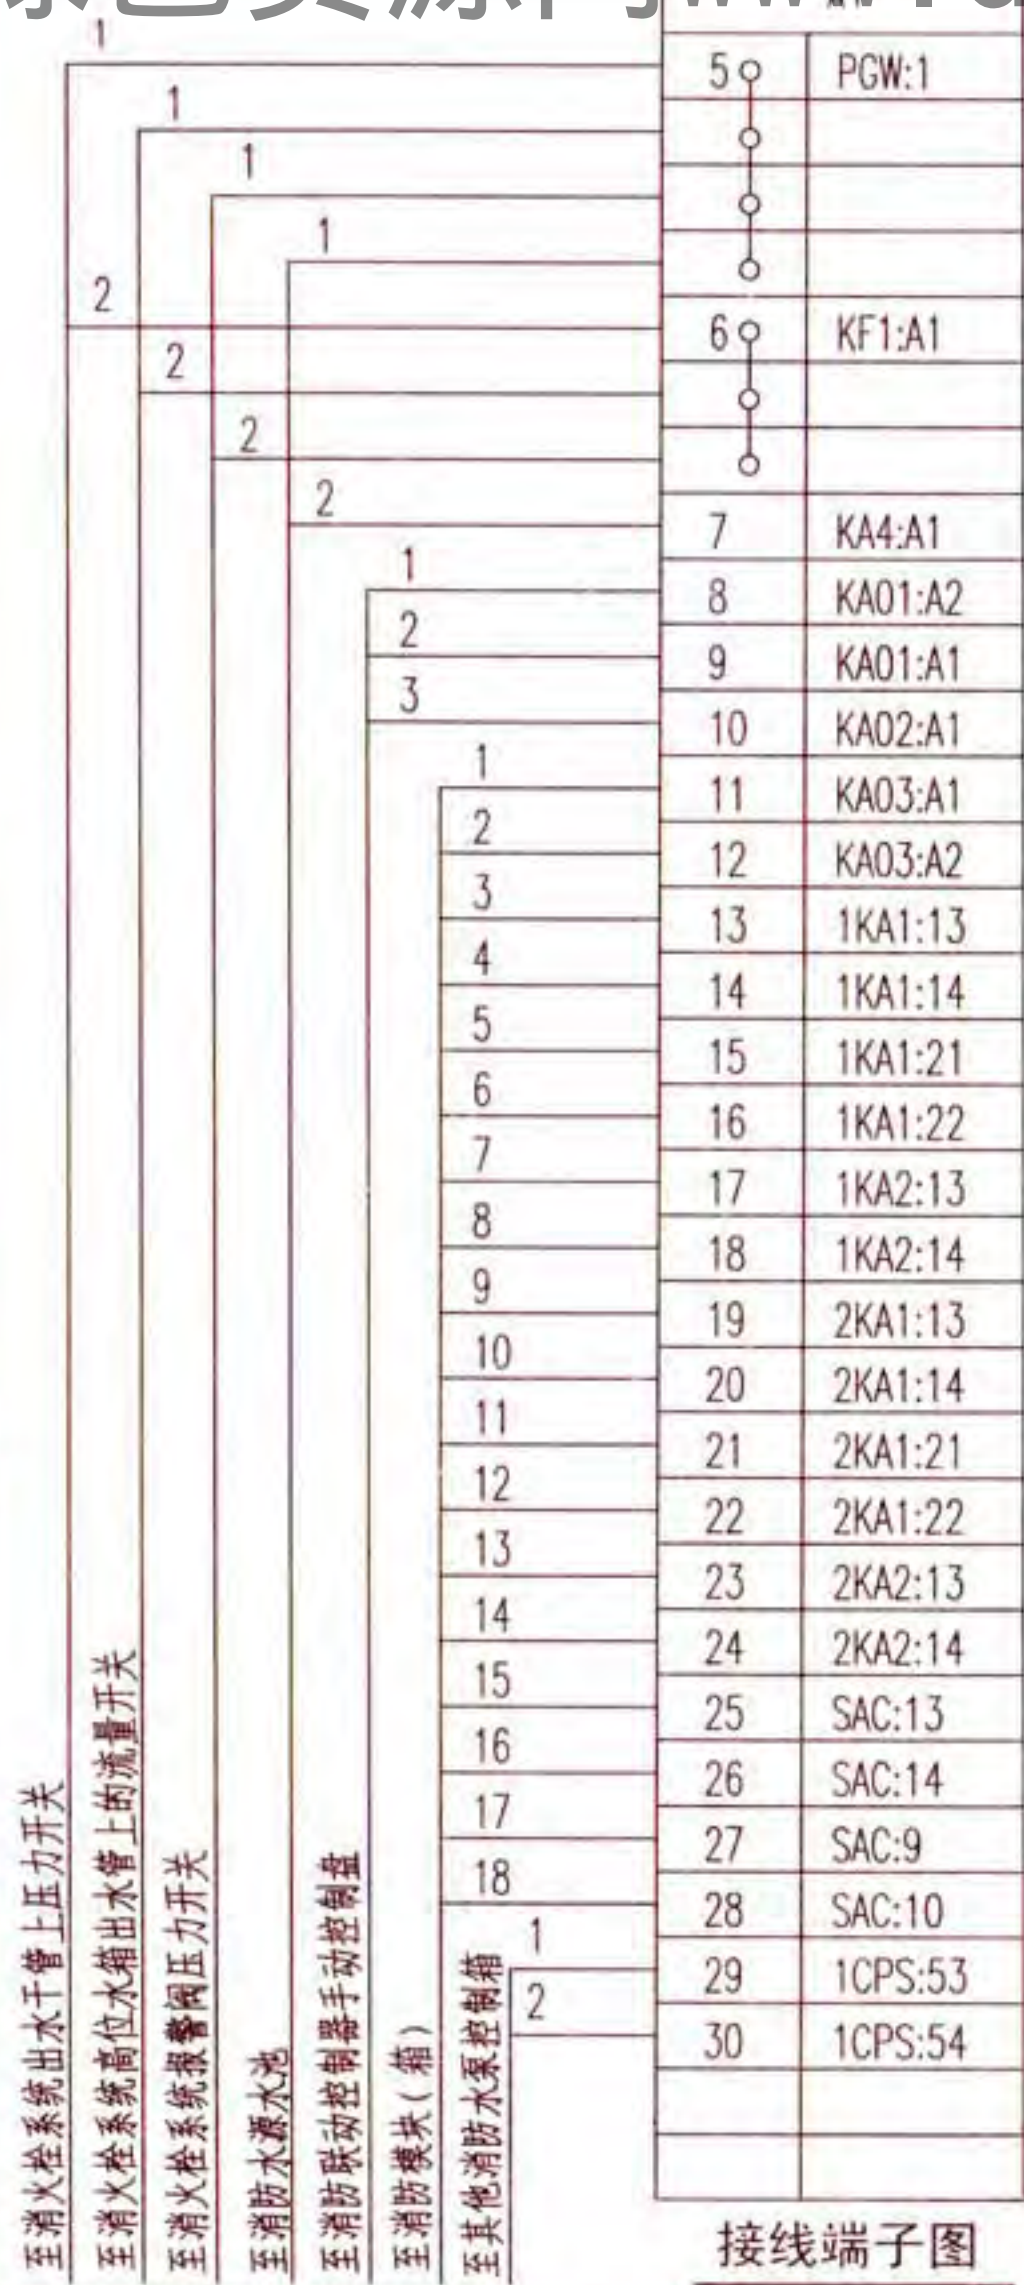 1
5 PGW:1
1
1
1
2
6 KF1:A1
2
2
2
7 KA4:A1
1
8 KA01:A2
2
9 KA01:A1
3
10 KA02:A1
1
11 KA03:A1
2
12 KA03:A2
3
13 1KA1:13
4
14 1KA1:14
5
15 1KA1:21
6
16 1KA1:22
7
17 1KA2:13
8
18 1KA2:14
9
19 2KA1:13
10
20 2KA1:14
11
21 2KA1:21
12
22 2KA1:22
13
23 2KA2:13
14
24 2KA2:14
15
25 SAC:13
16
26 SAC:14
17
27 SAC:9
18
28 SAC:10
1
29 1CPS:53
2
30 1CPS:54
至消火栓系统出水干管上压力开关
至消火栓系统高位水箱出水管上的流量开关
至消火栓系统报警阀压力开关
至消防水源水池
至消防联动控制器手动控制盘
至消防模块(箱)
至其他消防水泵控制箱
接线端子图